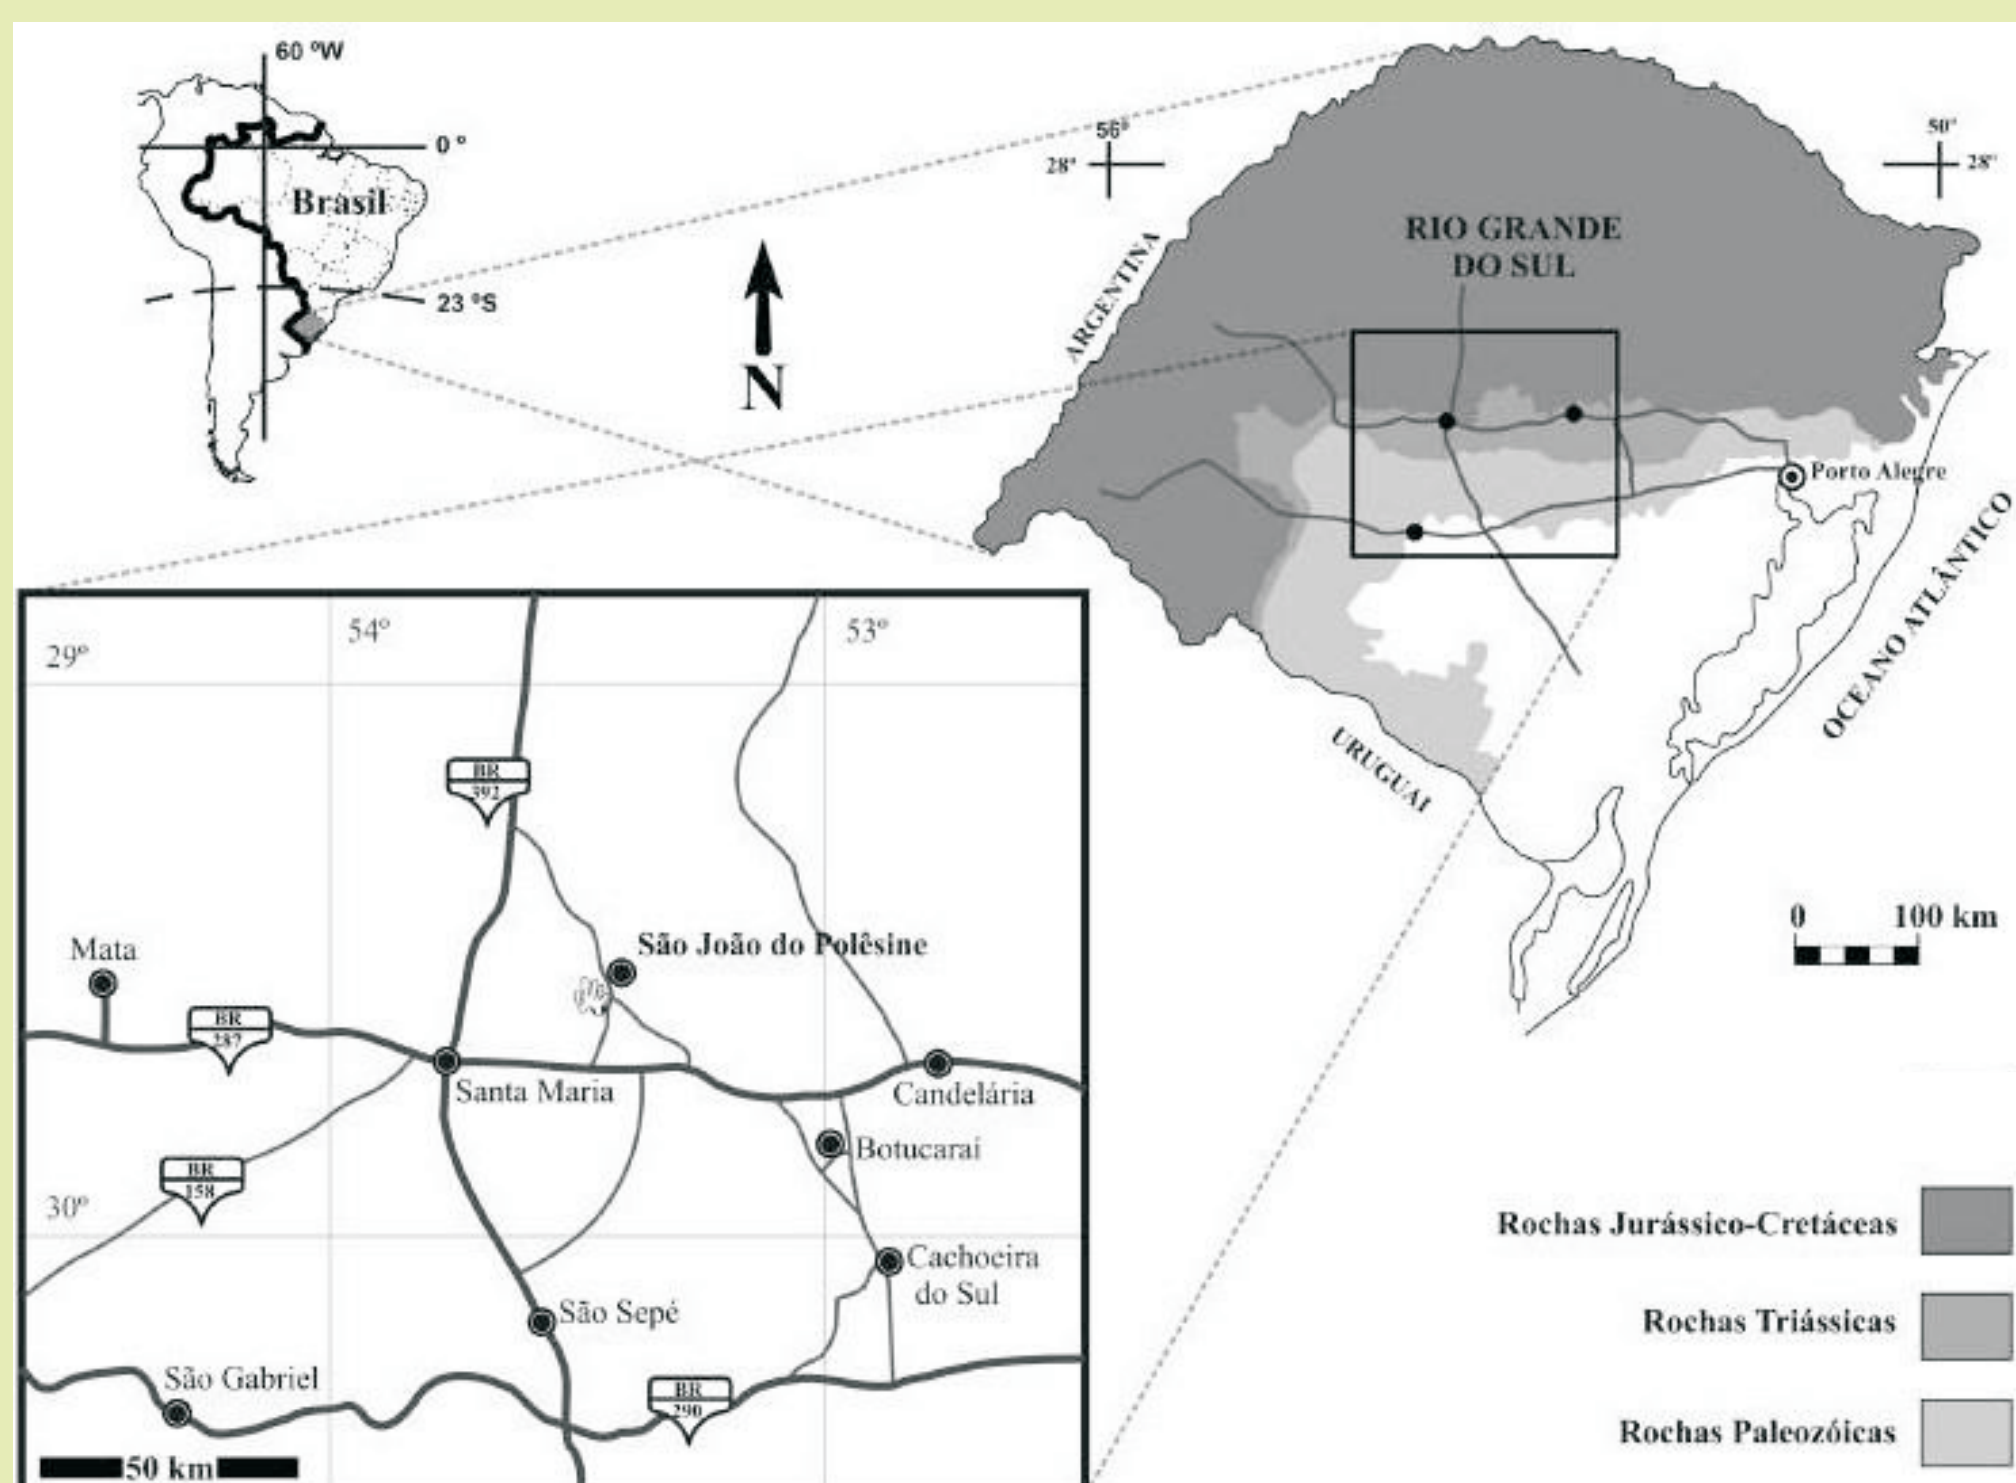 60 ºW
0 º
Brasil
23 ºS
N
56º
28º
50º
28º
RIO GRANDE
DO SUL
ARGENTINA
Porto Alegre
OCEANO ATLÂNTICO
URUGUAI
0 100 km
54º
53º
29º
BR
392
São João do Polêsine
Mata
BR
287
Santa Maria
Candelária
Botucaraí
BR
158
30º
Cachoeira
do Sul
São Sepé
São Gabriel
BR
290
50 km
Rochas Jurássico-Cretáceas
Rochas Triássicas
Rochas Paleozóicas